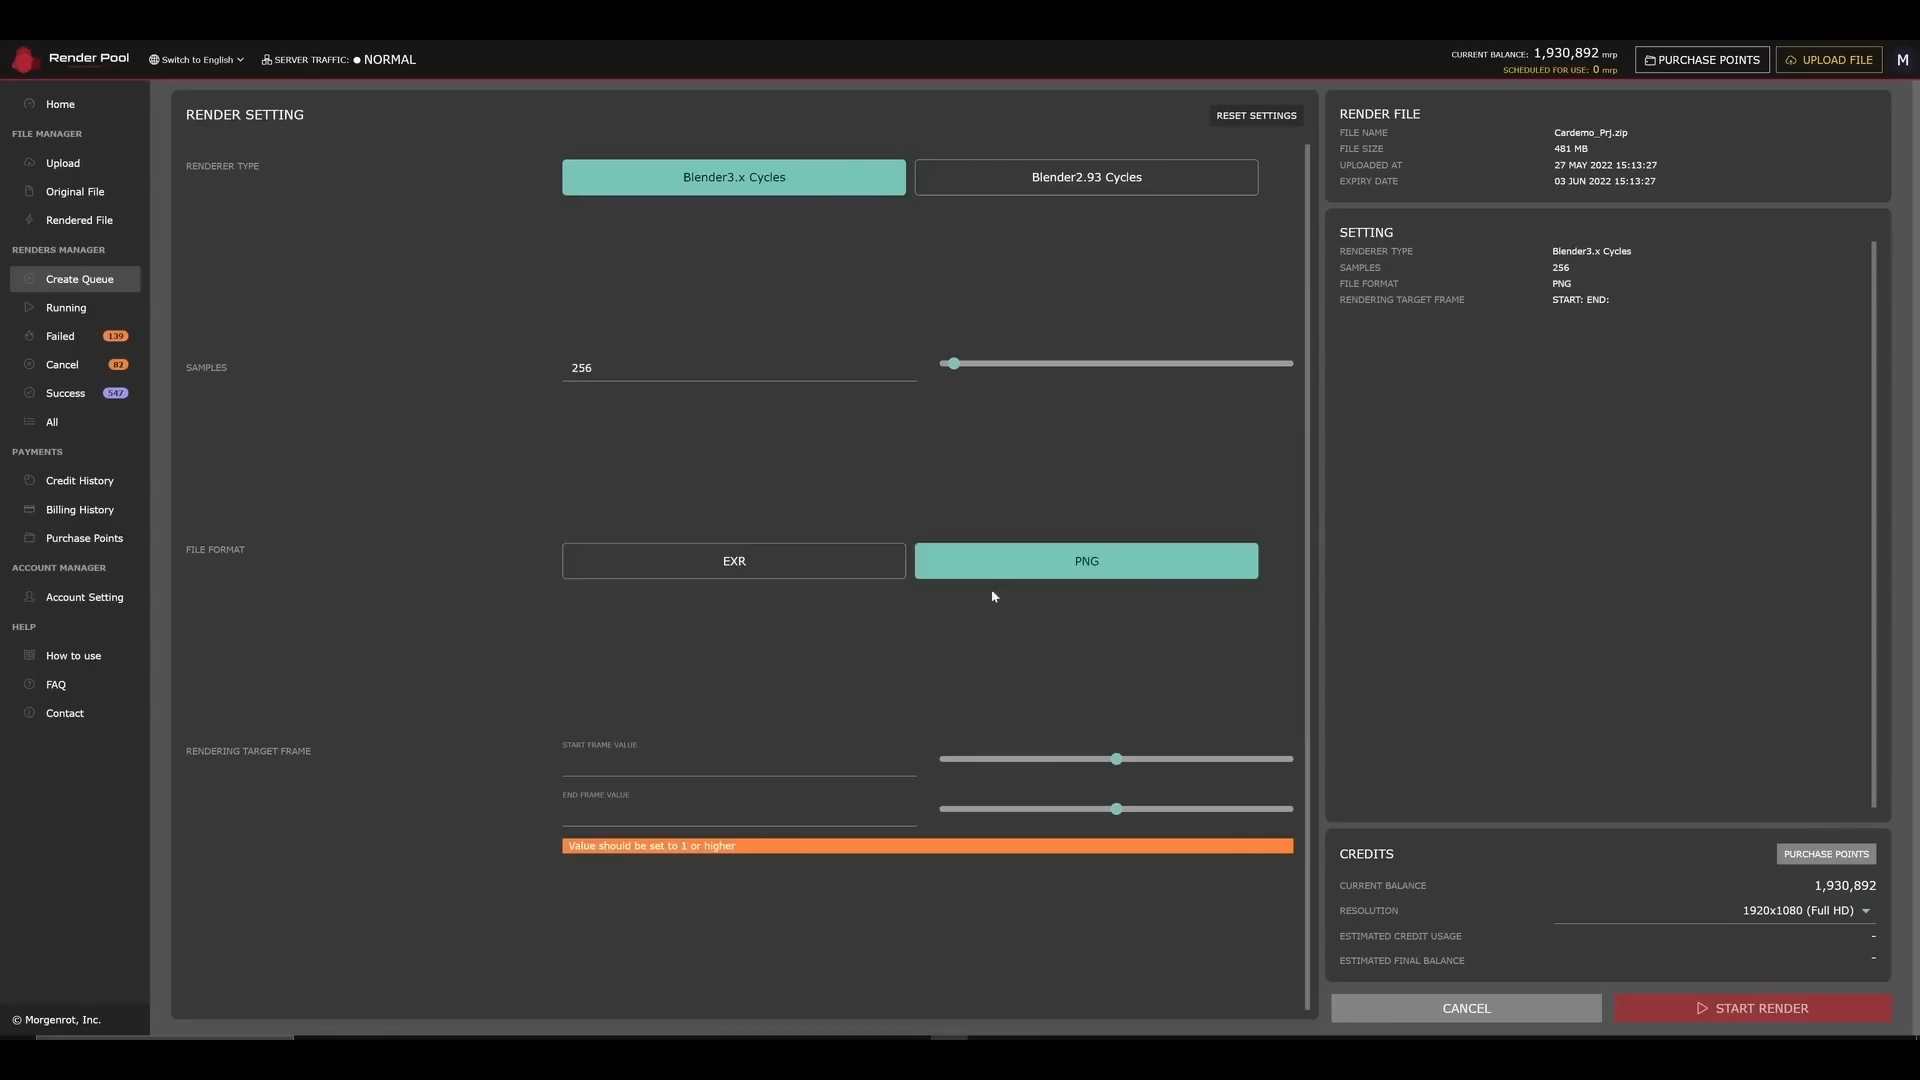 Render Pool
Switch to English
SERVER TRAFFIC: NORMAL
CURRENT BALANCE: 1,930,892 mrp
SCHEDULED FOR USE: 0 mrp
PURCHASE POINTS
UPLOAD FILE
M
Home
FILE MANAGER
Upload
Original File
Rendered File
RENDERS MANAGER
Create Queue
Running
Failed 139
Cancel 82
Success 547
All
PAYMENTS
Credit History
Billing History
Purchase Points
ACCOUNT MANAGER
Account Setting
HELP
How to use
FAQ
Contact
© Morgenrot, Inc.
RENDER SETTING
RESET SETTINGS
RENDERER TYPE
Blender3.x Cycles
Blender2.93 Cycles
SAMPLES
256
FILE FORMAT
EXR
PNG
RENDERING TARGET FRAME
START FRAME VALUE
END FRAME VALUE
Value should be set to 1 or higher
RENDER FILE
FILE NAME Cardemo_Prj.zip
FILE SIZE 481 MB
UPLOADED AT 27 MAY 2022 15:13:27
EXPIRY DATE 03 JUN 2022 15:13:27
SETTING
RENDERER TYPE Blender3.x Cycles
SAMPLES 256
FILE FORMAT PNG
RENDERING TARGET FRAME START: END:
CREDITS
PURCHASE POINTS
CURRENT BALANCE 1,930,892
RESOLUTION 1920x1080 (Full HD)
ESTIMATED CREDIT USAGE -
ESTIMATED FINAL BALANCE -
CANCEL
START RENDER